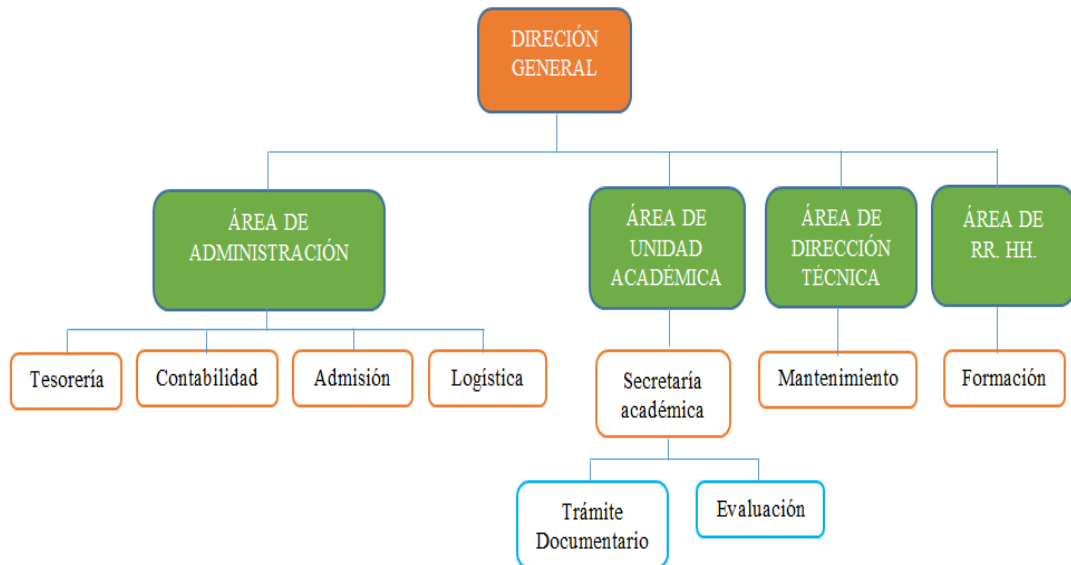 DIRECIÓN
GENERAL
ÁREA DE
ADMINISTRACIÓN
ÁREA DE
UNIDAD
ACADÉMICA
ÁREA DE
DIRECCIÓN
TÉCNICA
ÁREA DE
RR. HH.
Tesorería
Contabilidad
Admisión
Logística
Secretaría
académica
Mantenimiento
Formación
Trámite
Documentario
Evaluación